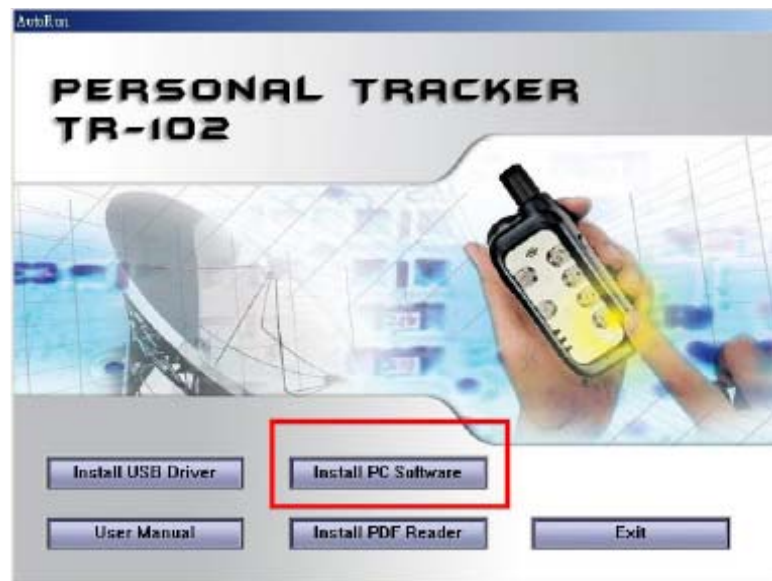 AutoRun
PERSONAL TRACKER
TR-102
Install USB Driver
Install PC Software
User Manual
Install PDF Reader
Exit